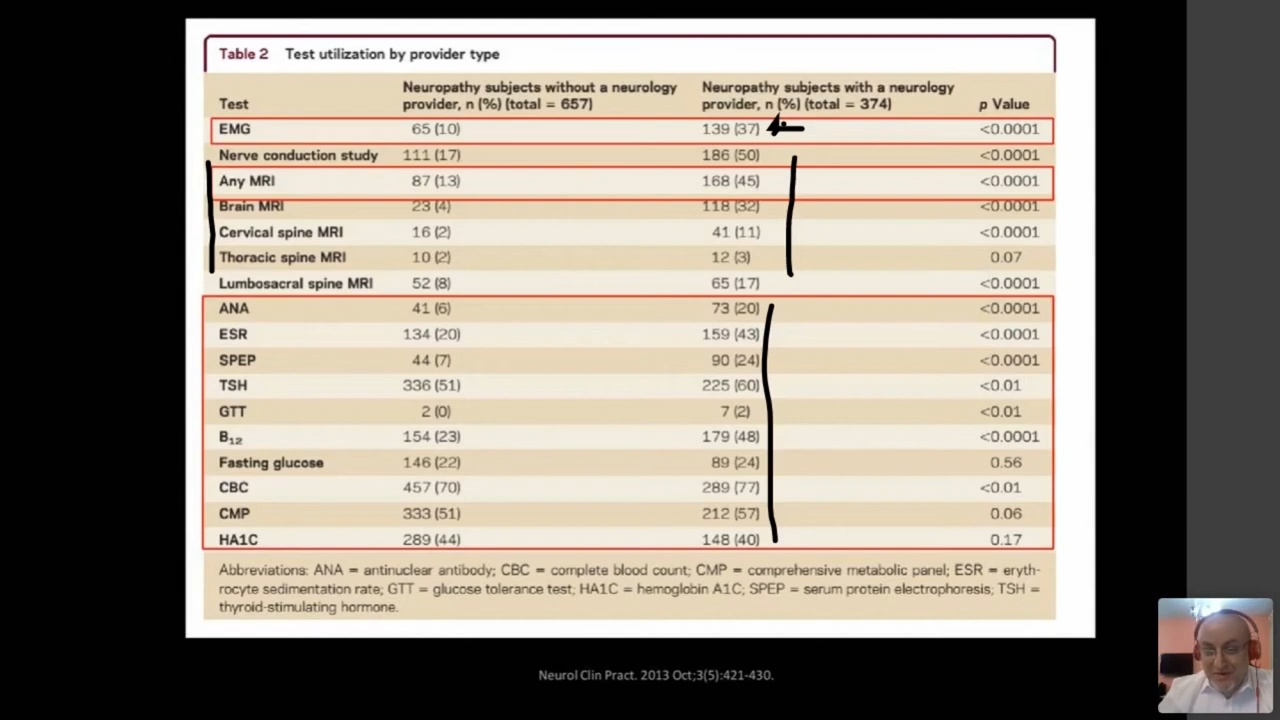 Table 2 Test utilization by provider type
Neuropathy subjects without a neurology Neuropathy subjects with a neurology
Test provider, n (%) (total = 657) provider, n (%) (total = 374) p Value
EMG 65 (10) 139 (37) <0.0001
Nerve conduction study 111 (17) 186 (50) <0.0001
Any MRI 87 (13) 168 (45) <0.0001
Brain MRI 23 (4) 118 (32) <0.0001
Cervical spine MRI 16 (2) 41 (11) <0.0001
Thoracic spine MRI 10 (2) 12 (3) 0.07
Lumbosacral spine MRI 52 (8) 65 (17) <0.0001
ANA 41 (6) 73 (20) <0.0001
ESR 134 (20) 159 (43) <0.0001
SPEP 44 (7) 90 (24) <0.0001
TSH 336 (51) 225 (60) <0.01
GTT 2 (0) 7 (2) <0.01
B12 154 (23) 179 (48) <0.0001
Fasting glucose 146 (22) 89 (24) 0.56
CBC 457 (70) 289 (77) <0.01
CMP 333 (51) 212 (57) 0.06
HA1C 289 (44) 148 (40) 0.17
Abbreviations: ANA = antinuclear antibody; CBC = complete blood count; CMP = comprehensive metabolic panel; ESR = eryth-
rocyte sedimentation rate; GTT = glucose tolerance test; HA1C = hemoglobin A1C; SPEP = serum protein electrophoresis; TSH =
thyroid-stimulating hormone.
Neurol Clin Pract. 2013 Oct;3(5):421-430.